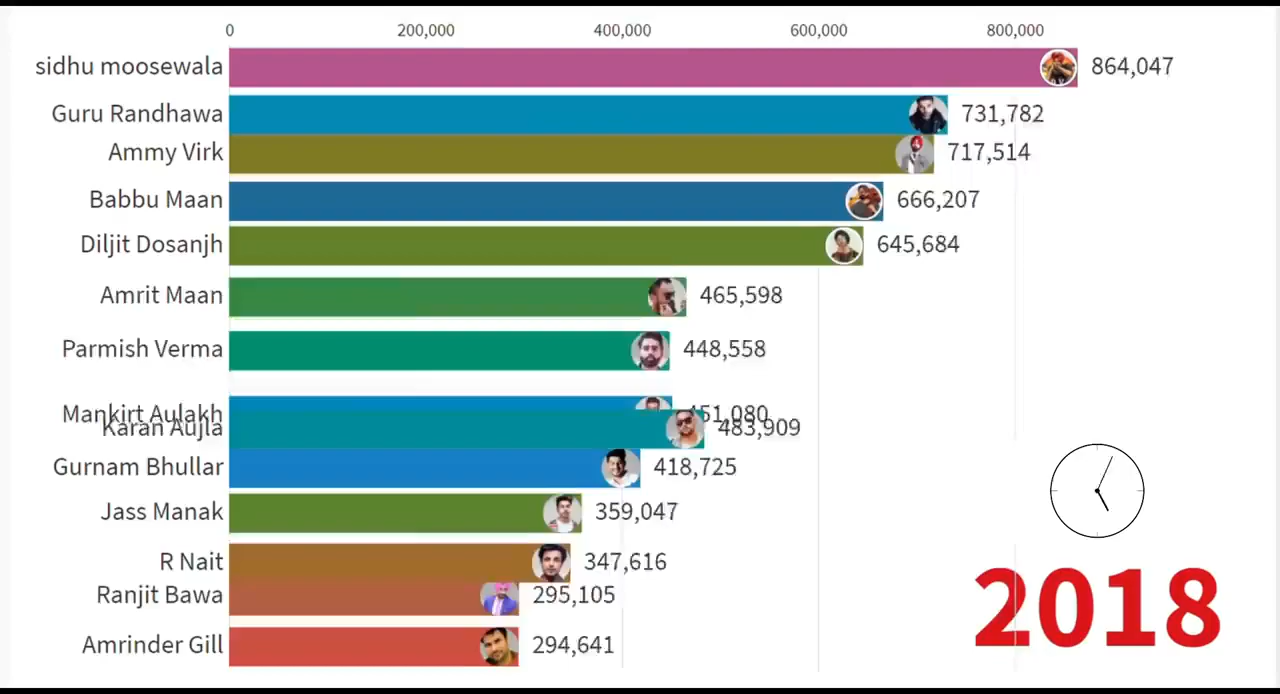 0 200,000 400,000 600,000 800,000
sidhu moosewala 864,047
Guru Randhawa 731,782
Ammy Virk 717,514
Babbu Maan 666,207
Diljit Dosanjh 645,684
Amrit Maan 465,598
Parmish Verma 448,558
Mankirt Aulakh 451,080
Karan Aujla 483,909
Gurnam Bhullar 418,725
Jass Manak 359,047
R Nait 347,616
Ranjit Bawa 295,105
Amrinder Gill 294,641
2018